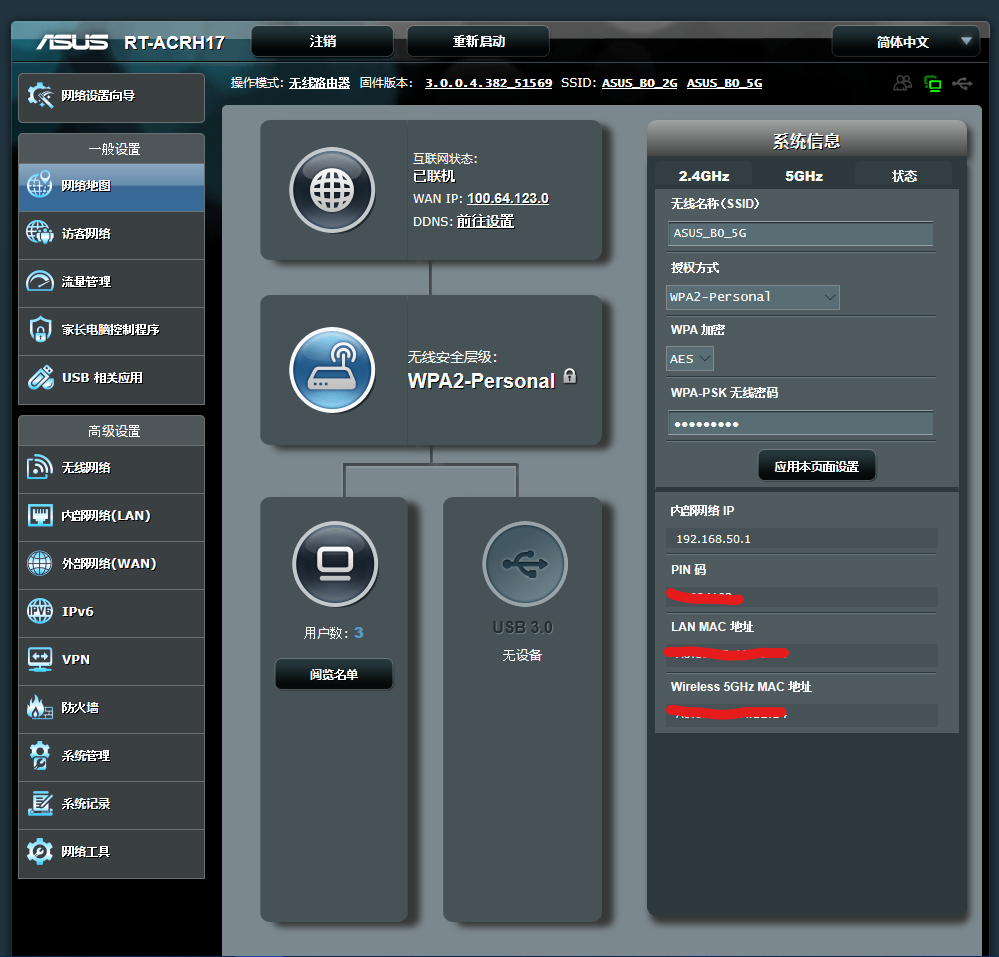 ASUS RT-ACRH17 注销 重新启动 简体中文
操作模式: 无线路由器 固件版本: 3.0.0.4.382_51569 SSID: ASUS_B0_2G ASUS_B0_5G
网络设置向导
一般设置
网络地图
访客网络
流量管理
家长电脑控制程序
USB 相关应用
高级设置
无线网络
内部网络(LAN)
外部网络(WAN)
IPv6
VPN
防火墙
系统管理
系统记录
网络工具
互联网状态:
已联机
WAN IP: 100.64.123.0
DDNS: 前往设置
无线安全层级:
WPA2-Personal
用户数: 3
阅览名单
USB 3.0
无设备
系统信息
2.4GHz 5GHz 状态
无线名称(SSID)
ASUS_B0_5G
授权方式
WPA2-Personal
WPA 加密
AES
WPA-PSK 无线密码
•••••••••
应用本页面设置
内部网络 IP
192.168.50.1
PIN 码
LAN MAC 地址
Wireless 5GHz MAC 地址